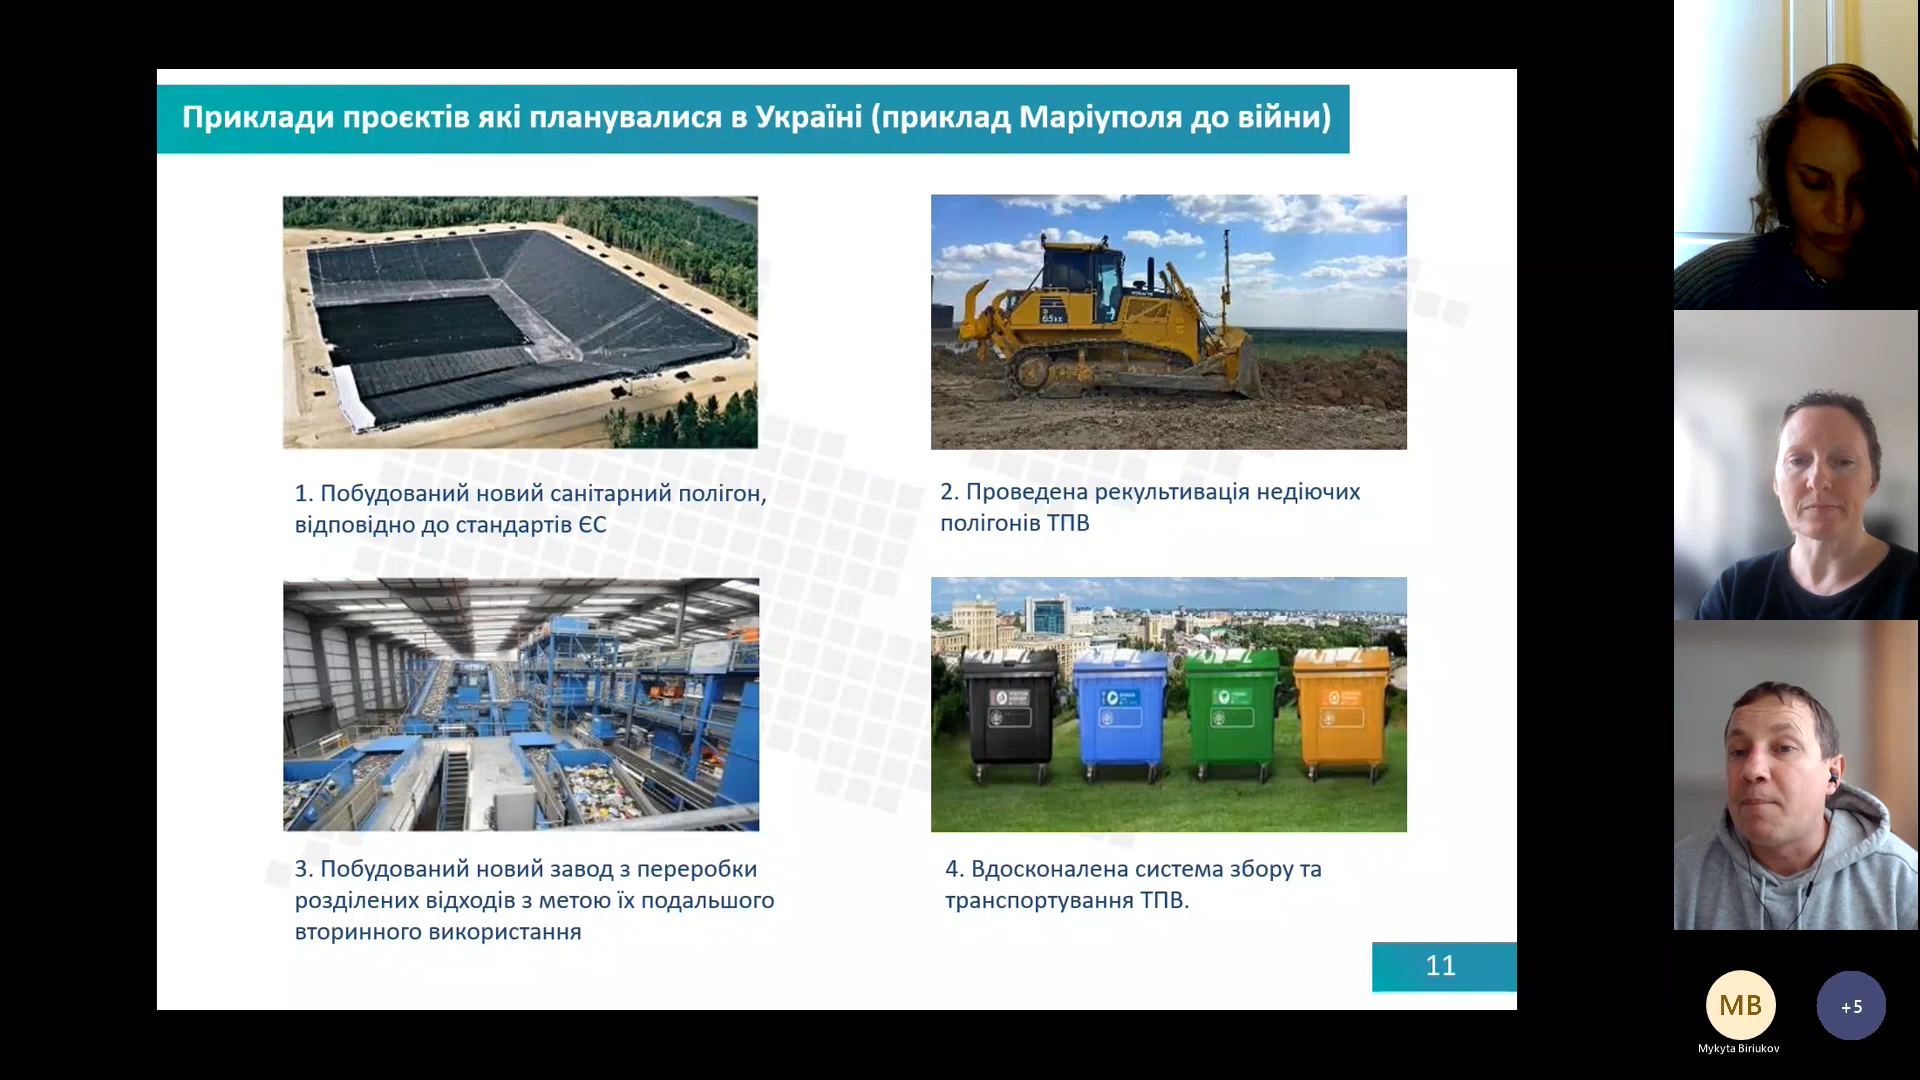 Приклади проєктів які планувалися в Україні (приклад Маріуполя до війни)
1. Побудований новий санітарний полігон,
відповідно до стандартів ЄС
2. Проведена рекультивація недіючих
полігонів ТПВ
3. Побудований новий завод з переробки
розділених відходів з метою їх подальшого
вторинного використання
4. Вдосконалена система збору та
транспортування ТПВ.
11
MB
+5
Mykyta Biriukov